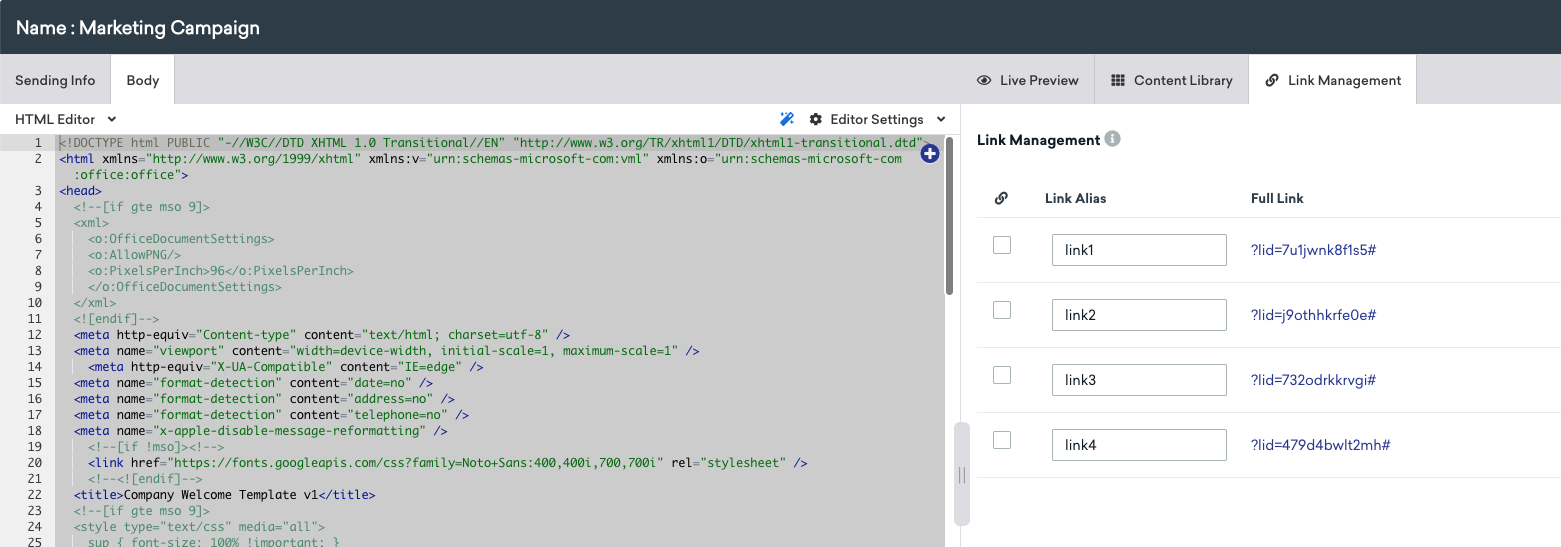 Name : Marketing Campaign
Sending Info
Body
Live Preview
Content Library
Link Management
HTML Editor
Editor Settings
1 <!DOCTYPE html PUBLIC "-//W3C//DTD XHTML 1.0 Transitional//EN" "http://www.w3.org/TR/xhtml1/DTD/xhtml1-transitional.dtd">
2 <html xmlns="http://www.w3.org/1999/xhtml" xmlns:v="urn:schemas-microsoft-com:vml" xmlns:o="urn:schemas-microsoft-com
:office:office">
3 <head>
4 <!--[if gte mso 9]>
5 <xml>
6 <o:OfficeDocumentSettings>
7 <o:AllowPNG/>
8 <o:PixelsPerInch>96</o:PixelsPerInch>
9 </o:OfficeDocumentSettings>
10 </xml>
11 <![endif]-->
12 <meta http-equiv="Content-type" content="text/html; charset=utf-8" />
13 <meta name="viewport" content="width=device-width, initial-scale=1, maximum-scale=1" />
14 <meta http-equiv="X-UA-Compatible" content="IE=edge" />
15 <meta name="format-detection" content="date=no" />
16 <meta name="format-detection" content="address=no" />
17 <meta name="format-detection" content="telephone=no" />
18 <meta name="x-apple-disable-message-reformatting" />
19 <!--[if !mso]><!-->
20 <link href="https://fonts.googleapis.com/css?family=Noto+Sans:400,400i,700,700i" rel="stylesheet" />
21 <!--<![endif]-->
22 <title>Company Welcome Template v1</title>
23 <!--[if gte mso 9]>
24 <style type="text/css" media="all">
25 sup { font-size: 100% !important; }
Link Management
Link Alias
Full Link
link1
?lid=7u1jwnk8f1s5#
link2
?lid=j9othhkrfe0e#
link3
?lid=732odrkkrvgi#
link4
?lid=479d4bwlt2mh#